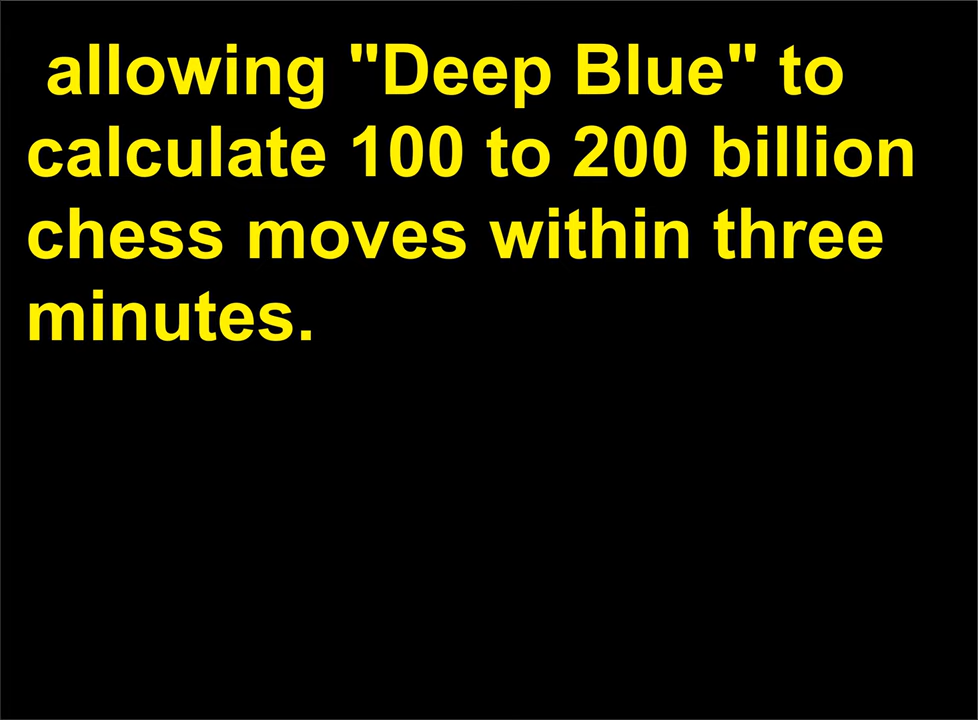 allowing "Deep Blue" to
calculate 100 to 200 billion
chess moves within three
minutes.